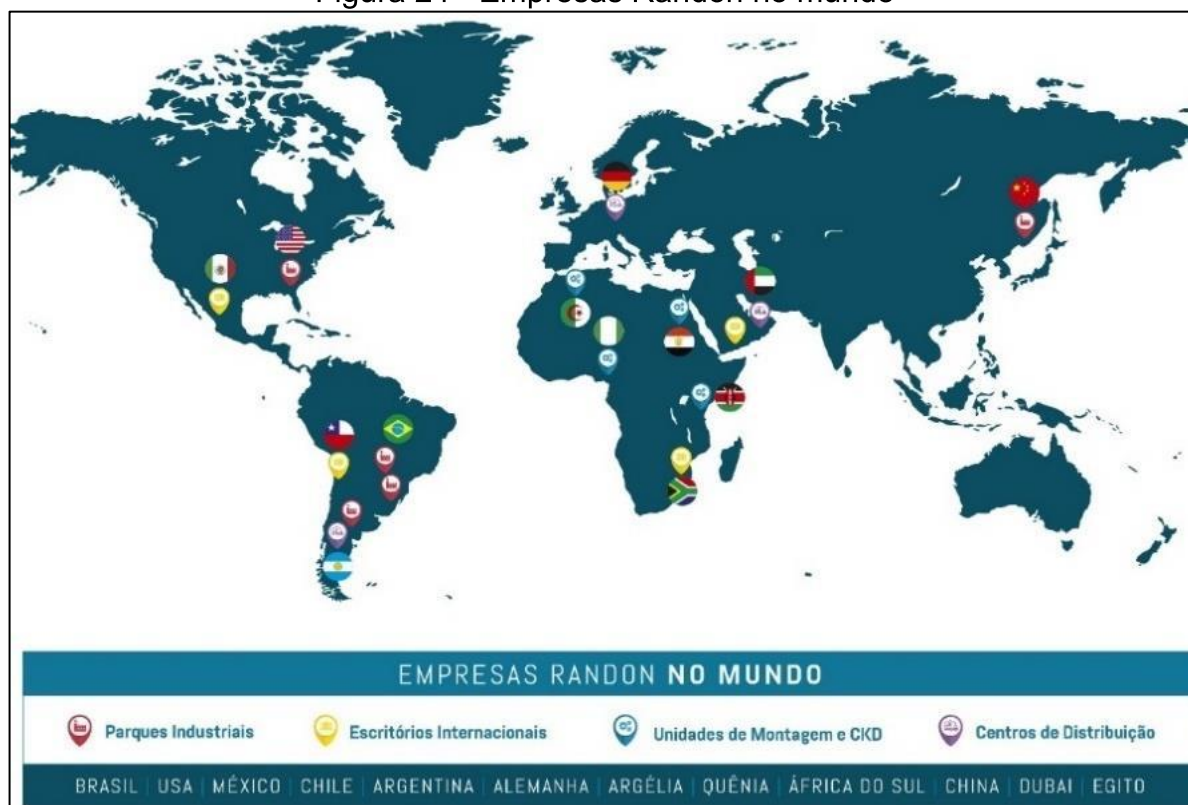 Figura 24 - Empresas Randon no mundo
EMPRESAS RANDON NO MUNDO
Parques Industriais
Escritórios Internacionais
Unidades de Montagem e CKD
Centros de Distribuição
BRASIL | USA | MÉXICO | CHILE | ARGENTINA | ALEMANHA | ARGÉLIA | QUÊNIA | ÁFRICA DO SUL | CHINA | DUBAI | EGITO